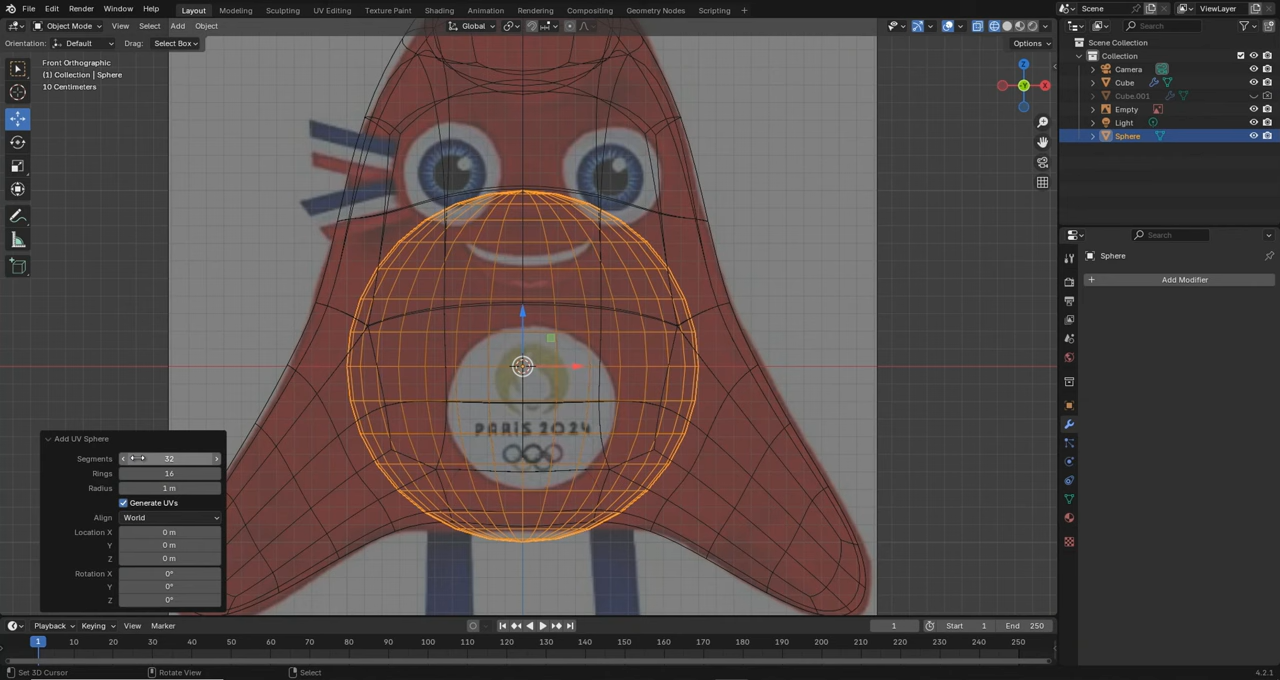 File Edit Render Window Help
Layout Modeling Sculpting UV Editing Texture Paint Shading Animation Rendering Compositing Geometry Nodes Scripting +
Scene ViewLayer
Object Mode View Select Add Object Global
Orientation: Default Drag: Select Box Options
Front Orthographic
(1) Collection | Sphere
10 Centimeters
Z
Y
X
Search
Scene Collection
Collection
Camera
Cube
Cube.001
Empty
Light
Sphere
Search
Sphere
+ Add Modifier
PARIS 2024
Add UV Sphere
Segments 32
Rings 16
Radius 1 m
Generate UVs
Align World
Location X 0 m
Y 0 m
Z 0 m
Rotation X 0°
Y 0°
Z 0°
Playback Keying View Marker 1 Start 1 End 250
1 10 20 30 40 50 60 70 80 90 100 110 120 130 140 150 160 170 180 190 200 210 220 230 240 250
Set 3D Cursor Rotate View Select 4.2.1